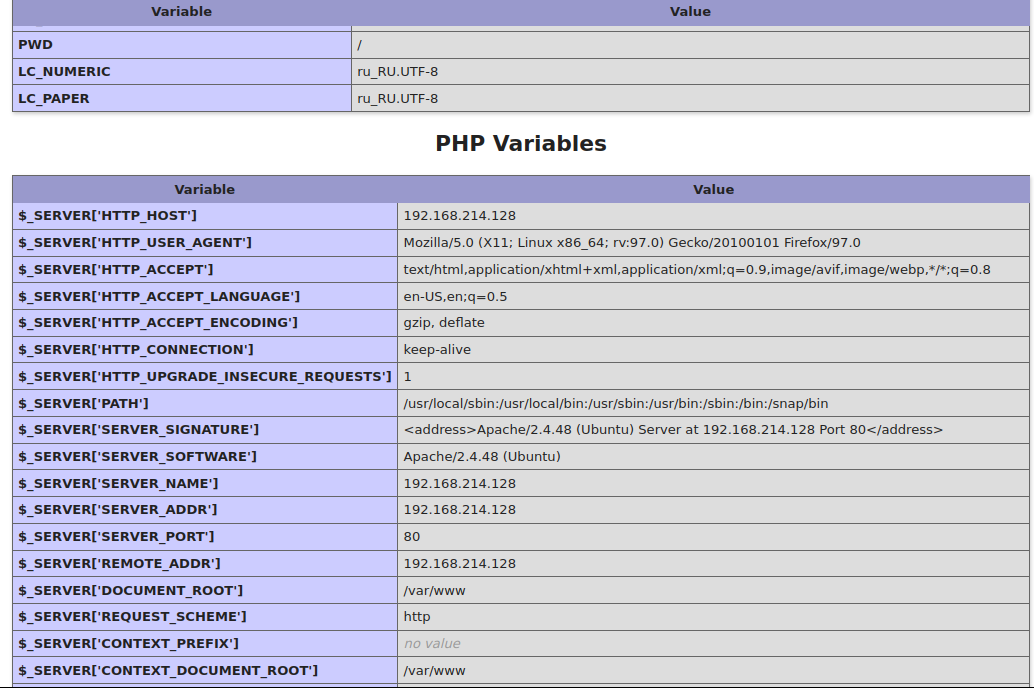 Variable Value
PWD /
LC_NUMERIC ru_RU.UTF-8
LC_PAPER ru_RU.UTF-8
PHP Variables
Variable Value
$_SERVER['HTTP_HOST'] 192.168.214.128
$_SERVER['HTTP_USER_AGENT'] Mozilla/5.0 (X11; Linux x86_64; rv:97.0) Gecko/20100101 Firefox/97.0
$_SERVER['HTTP_ACCEPT'] text/html,application/xhtml+xml,application/xml;q=0.9,image/avif,image/webp,*/*;q=0.8
$_SERVER['HTTP_ACCEPT_LANGUAGE'] en-US,en;q=0.5
$_SERVER['HTTP_ACCEPT_ENCODING'] gzip, deflate
$_SERVER['HTTP_CONNECTION'] keep-alive
$_SERVER['HTTP_UPGRADE_INSECURE_REQUESTS'] 1
$_SERVER['PATH'] /usr/local/sbin:/usr/local/bin:/usr/sbin:/usr/bin:/sbin:/bin:/snap/bin
$_SERVER['SERVER_SIGNATURE'] <address>Apache/2.4.48 (Ubuntu) Server at 192.168.214.128 Port 80</address>
$_SERVER['SERVER_SOFTWARE'] Apache/2.4.48 (Ubuntu)
$_SERVER['SERVER_NAME'] 192.168.214.128
$_SERVER['SERVER_ADDR'] 192.168.214.128
$_SERVER['SERVER_PORT'] 80
$_SERVER['REMOTE_ADDR'] 192.168.214.128
$_SERVER['DOCUMENT_ROOT'] /var/www
$_SERVER['REQUEST_SCHEME'] http
$_SERVER['CONTEXT_PREFIX'] no value
$_SERVER['CONTEXT_DOCUMENT_ROOT'] /var/www